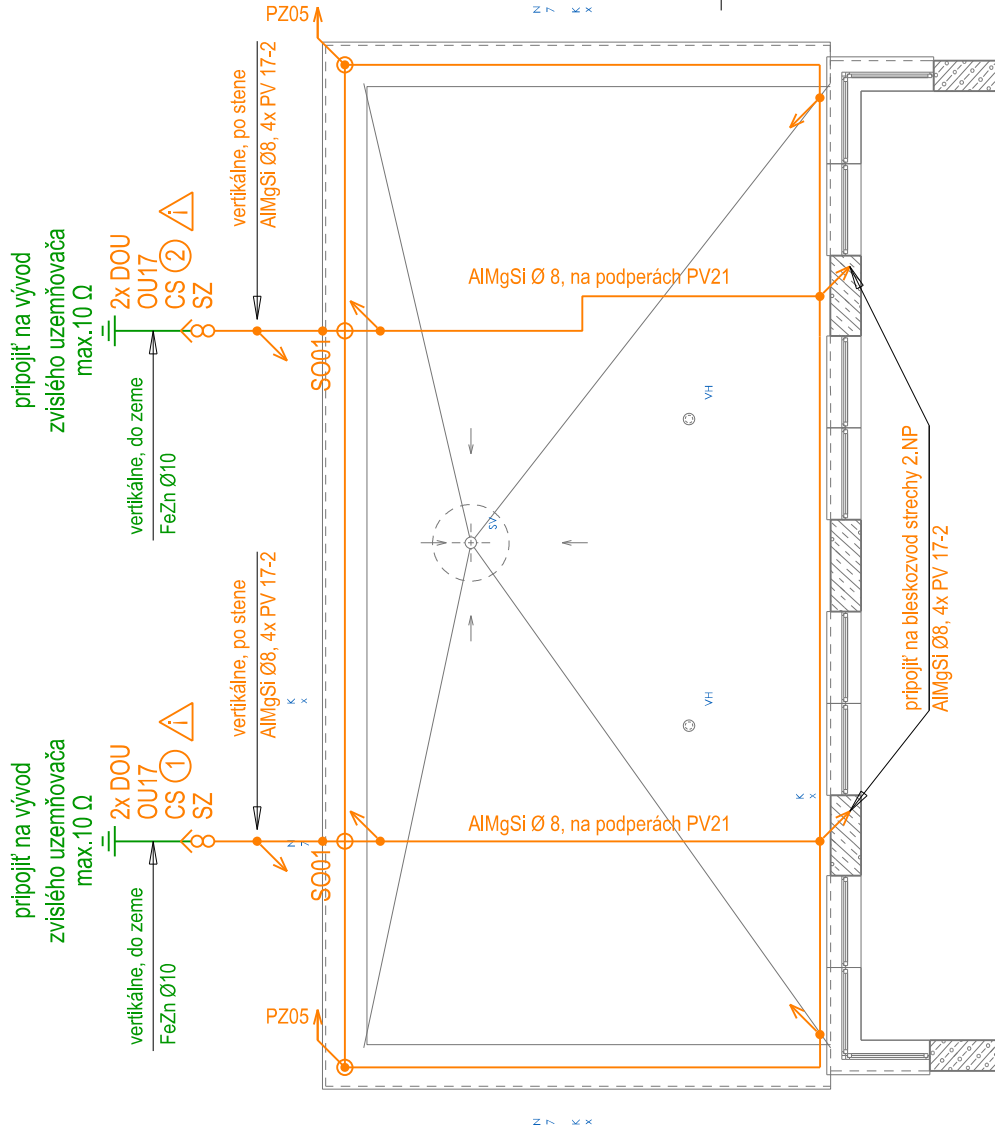 N
7
K
x
PZ05
vertikálne, po stene
AlMgSi Ø8, 4x PV 17-2
pripojiť na vývod
zvislého uzemňovača
max.10 Ω
2x DOU
OU17
CS 2 i
SZ
AlMgSi Ø 8, na podperách PV21
SO01
vertikálne, do zeme
FeZn Ø10
VH
SV
pripojiť na bleskozvod strechy 2.NP
AlMgSi Ø8, 4x PV 17-2
vertikálne, po stene
AlMgSi Ø8, 4x PV 17-2
K
x
VH
pripojiť na vývod
zvislého uzemňovača
max.10 Ω
2x DOU
OU17
CS 1 i
SZ
K
x
AlMgSi Ø 8, na podperách PV21
N
7
SO01
vertikálne, do zeme
FeZn Ø10
PZ05
N
7
K
x